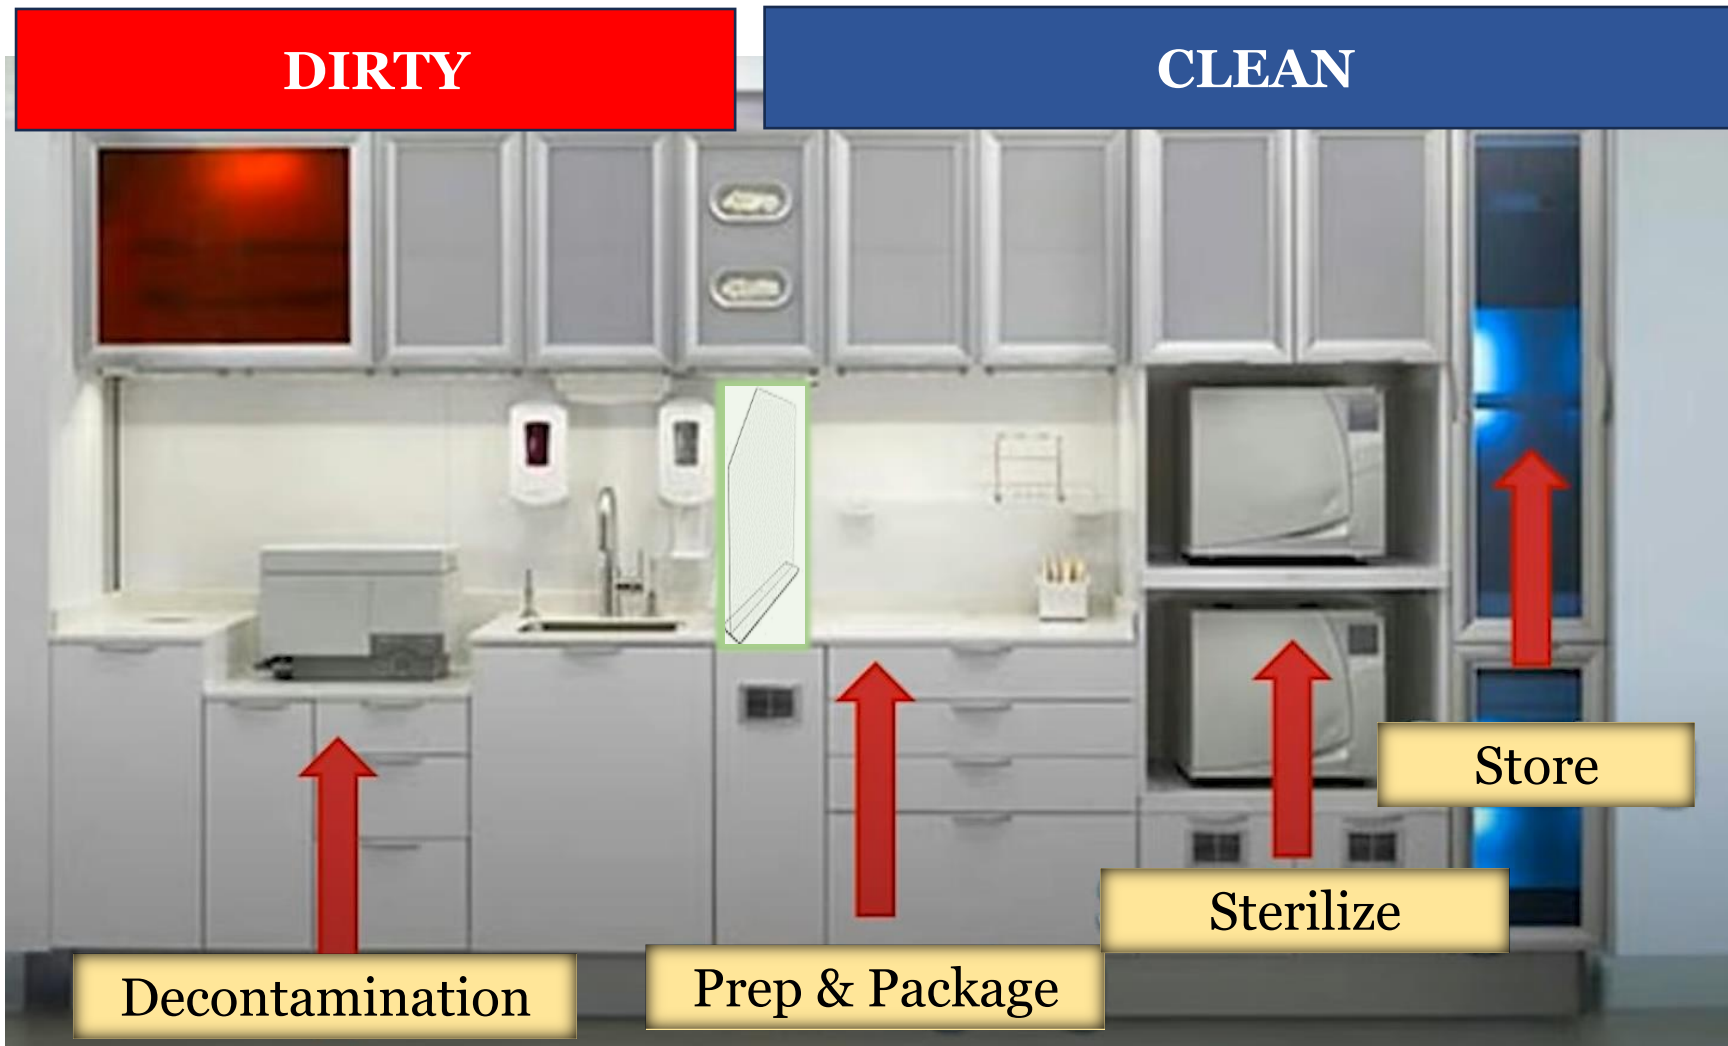 DIRTY
CLEAN
Store
Sterilize
Prep & Package
Decontamination